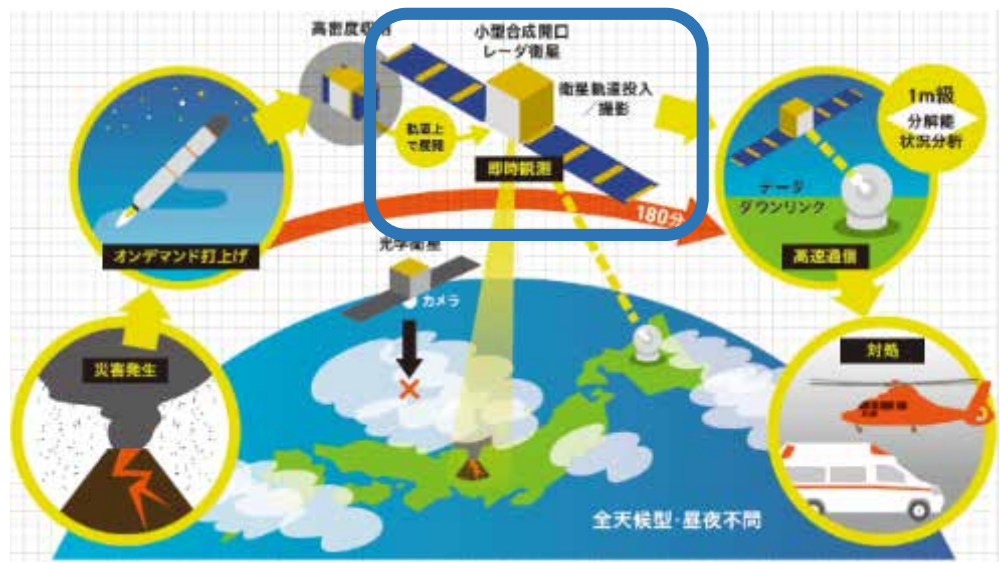 高密度収納
小型合成開口
レーダ衛星
衛星軌道投入
/撮影
軌道上
で展開
即時観測
180分
1m級
分解能
状況分析
データ
ダウンリンク
高速通信
オンデマンド打上げ
光学衛星
カメラ
災害発生
対処
全天候型・昼夜不問